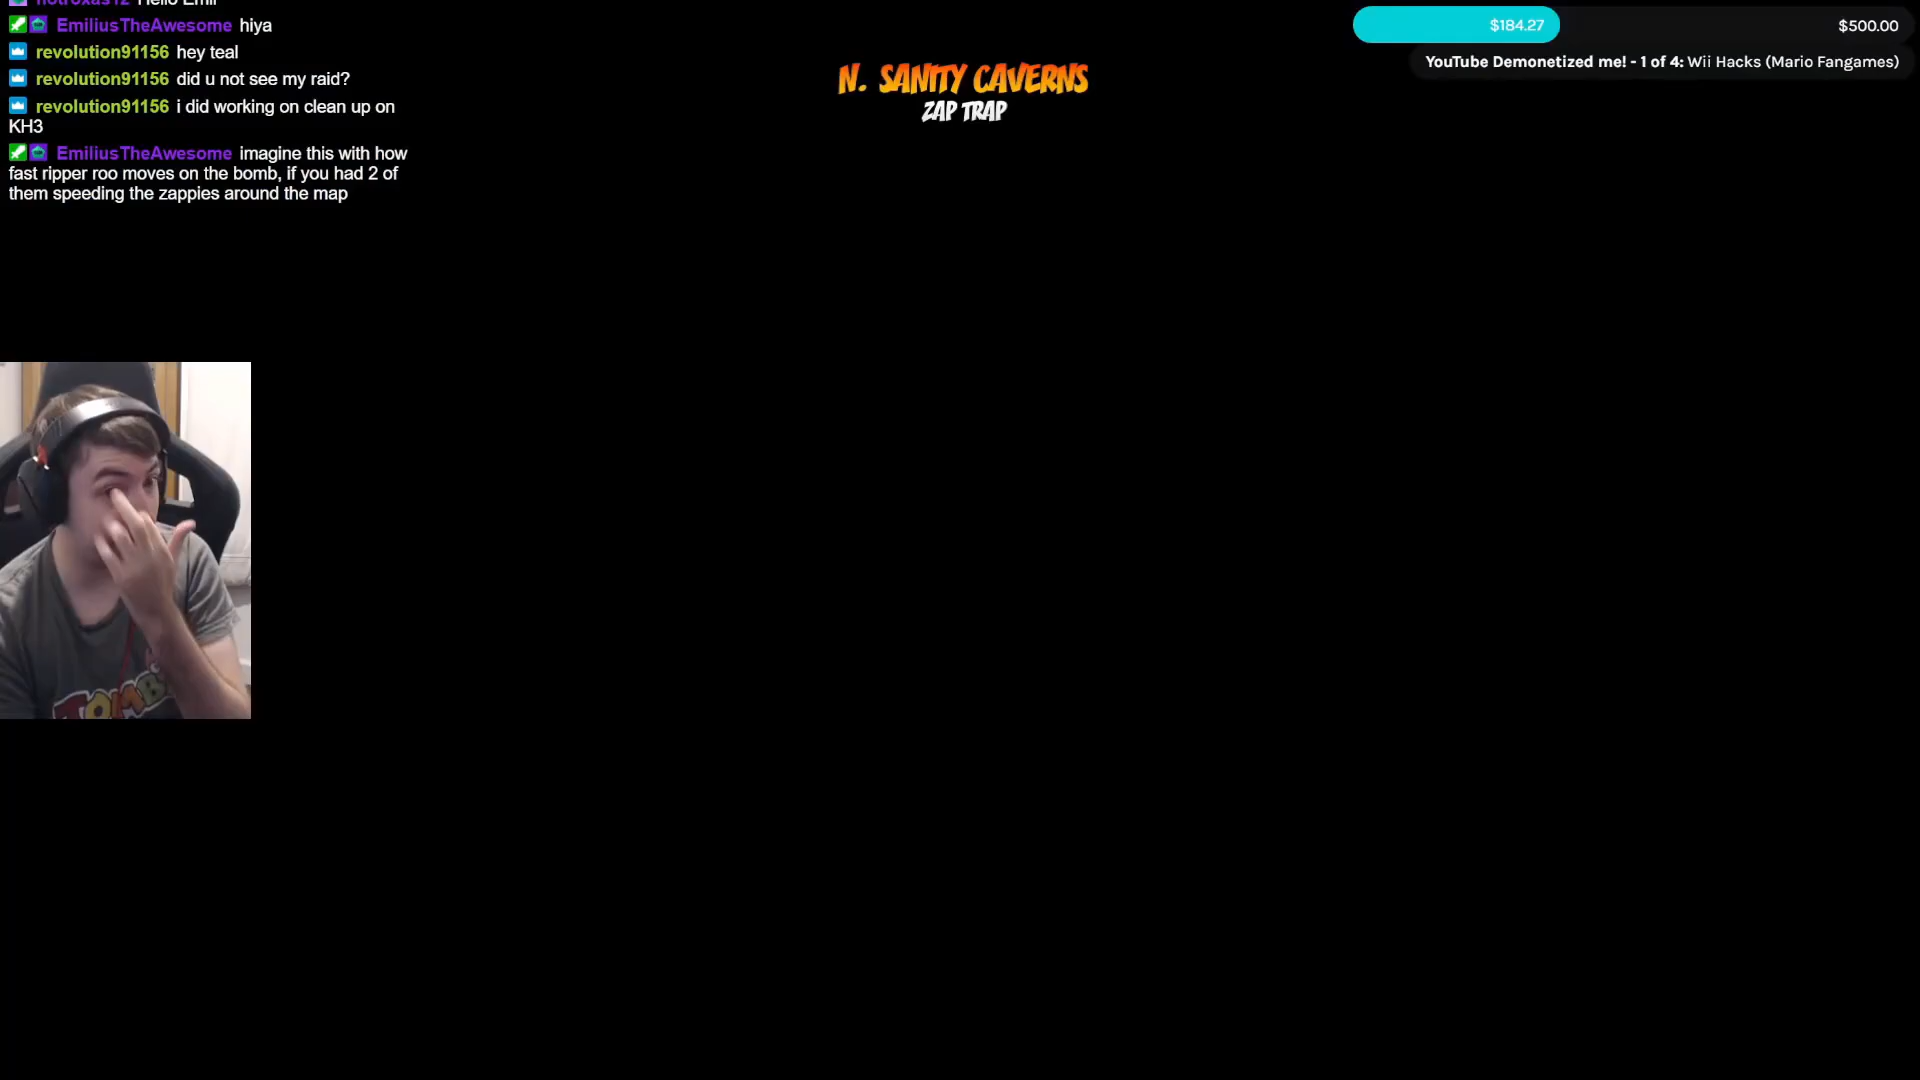 notroxas12 Hello Emil
EmiliusTheAwesome hiya
revolution91156 hey teal
revolution91156 did u not see my raid?
revolution91156 i did working on clean up on
KH3
EmiliusTheAwesome imagine this with how
fast ripper roo moves on the bomb, if you had 2 of
them speeding the zappies around the map
N. SANITY CAVERNS
ZAP TRAP
$184.27
$500.00
YouTube Demonetized me! - 1 of 4: Wii Hacks (Mario Fangames)